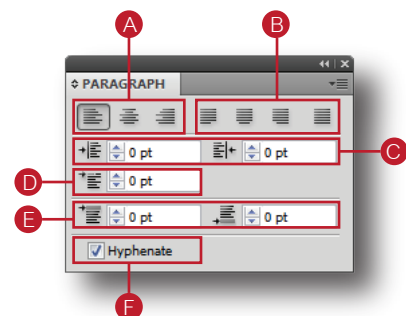 A B
PARAGRAPH
0 pt 0 pt C
D 0 pt
E 0 pt 0 pt
Hyphenate
F